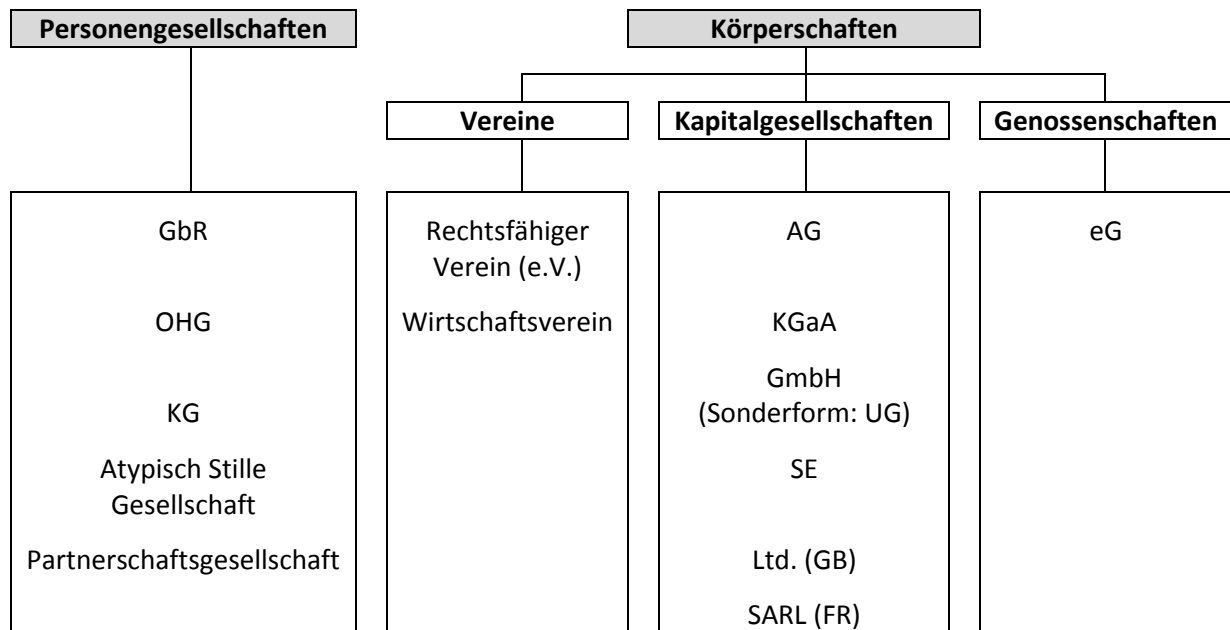 Personengesellschaften
Körperschaften
Vereine
Kapitalgesellschaften
Genossenschaften
GbR
OHG
KG
Atypisch Stille
Gesellschaft
Partnerschaftsgesellschaft
Rechtsfähiger
Verein (e.V.)
Wirtschaftsverein
AG
KGaA
GmbH
(Sonderform: UG)
SE
Ltd. (GB)
SARL (FR)
eG